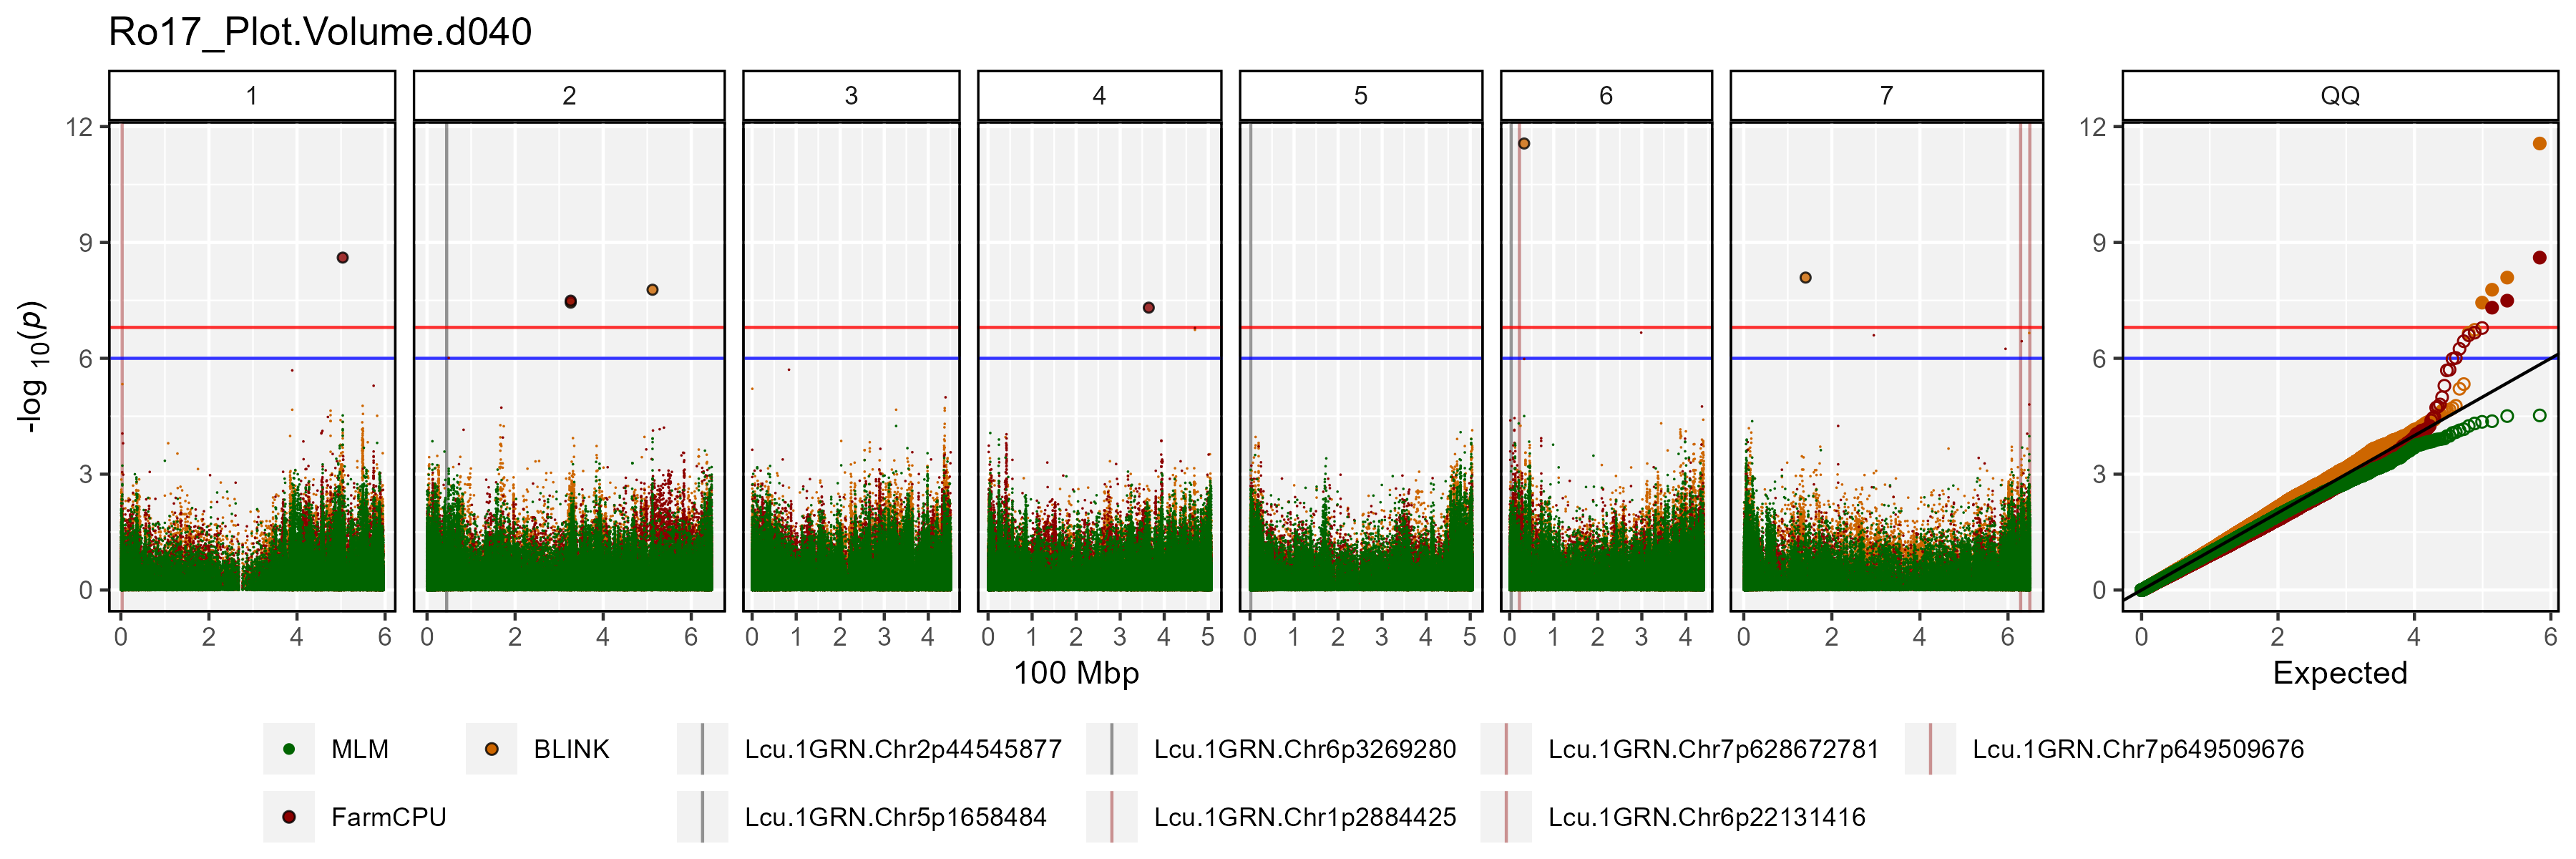 Ro17_Plot.Volume.d040
1 2 3 4 5 6 7 QQ
12 9 6 3 0
-log 10(p)
12 9 6 3 0
0 2 4 6 0 2 4 6 0 1 2 3 4 0 1 2 3 4 5 0 1 2 3 4 5 0 1 2 3 4 0 2 4 6 0 2 4 6
100 Mbp Expected
MLM BLINK Lcu.1GRN.Chr2p44545877 Lcu.1GRN.Chr6p3269280 Lcu.1GRN.Chr7p628672781 Lcu.1GRN.Chr7p649509676
FarmCPU Lcu.1GRN.Chr5p1658484 Lcu.1GRN.Chr1p2884425 Lcu.1GRN.Chr6p22131416